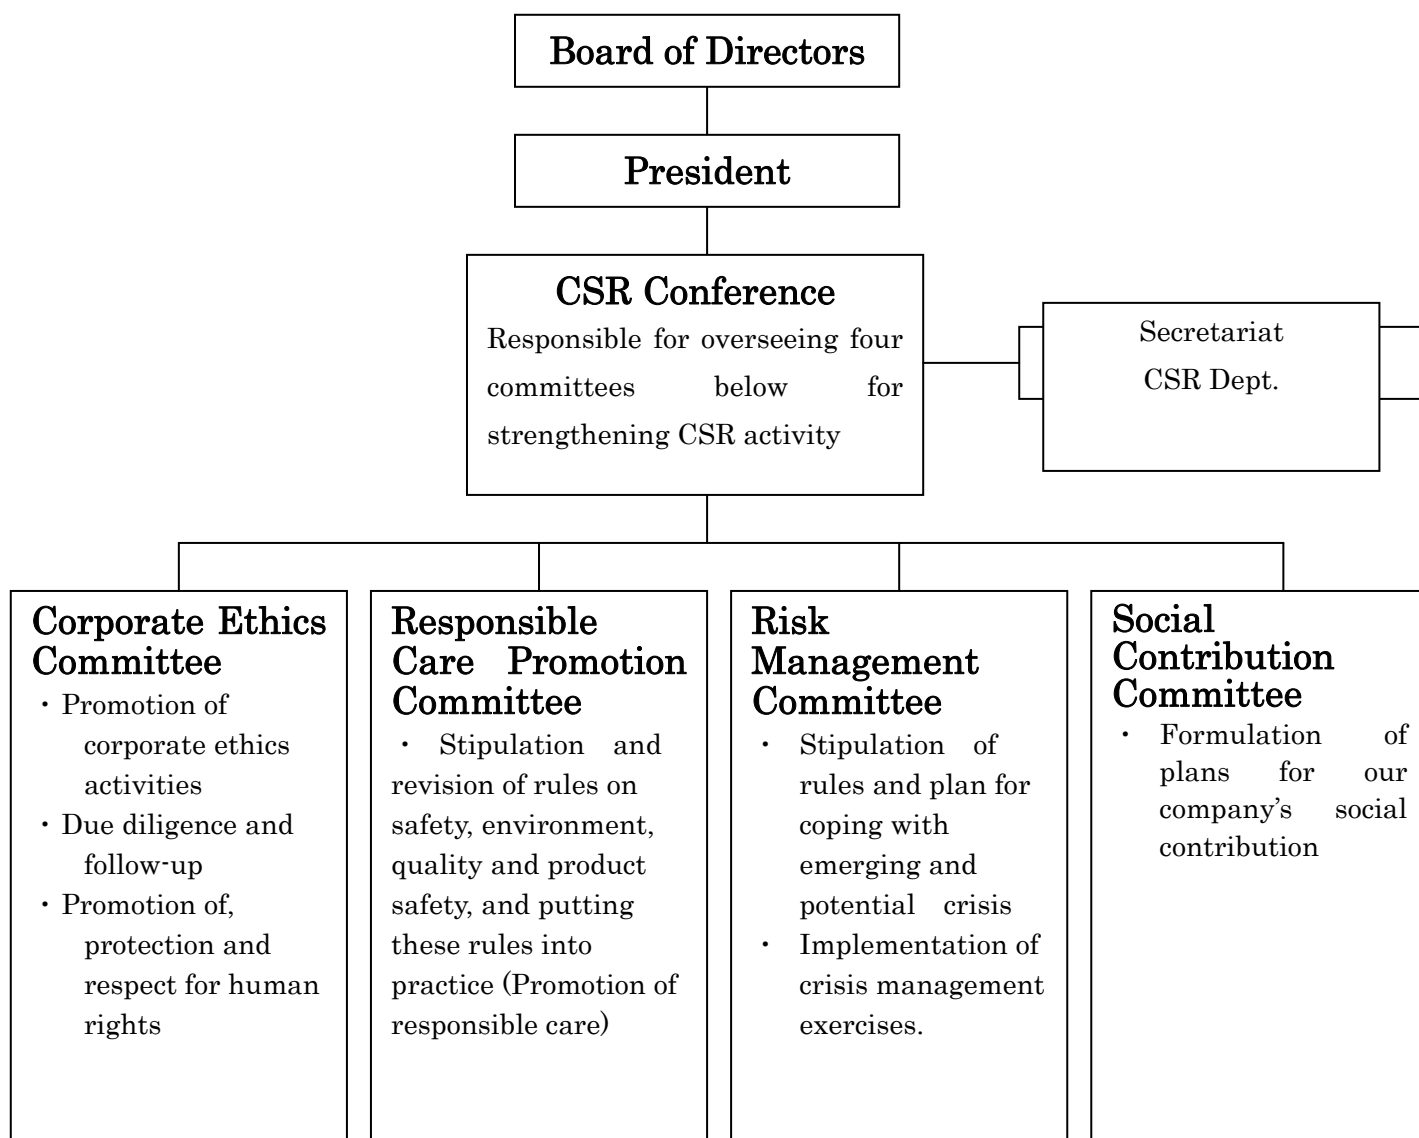 Board of Directors
President
CSR Conference
Responsible for overseeing four
committees below for
strengthening CSR activity
Secretariat
CSR Dept.
Corporate Ethics
Committee
・Promotion of
corporate ethics
activities
・Due diligence and
follow-up
・Promotion of,
protection and
respect for human
rights
Responsible
Care Promotion
Committee
・ Stipulation and
revision of rules on
safety, environment,
quality and product
safety, and putting
these rules into
practice (Promotion of
responsible care)
Risk
Management
Committee
・ Stipulation of
rules and plan for
coping with
emerging and
potential crisis
・ Implementation of
crisis management
exercises.
Social
Contribution
Committee
・ Formulation of
plans for our
company's social
contribution